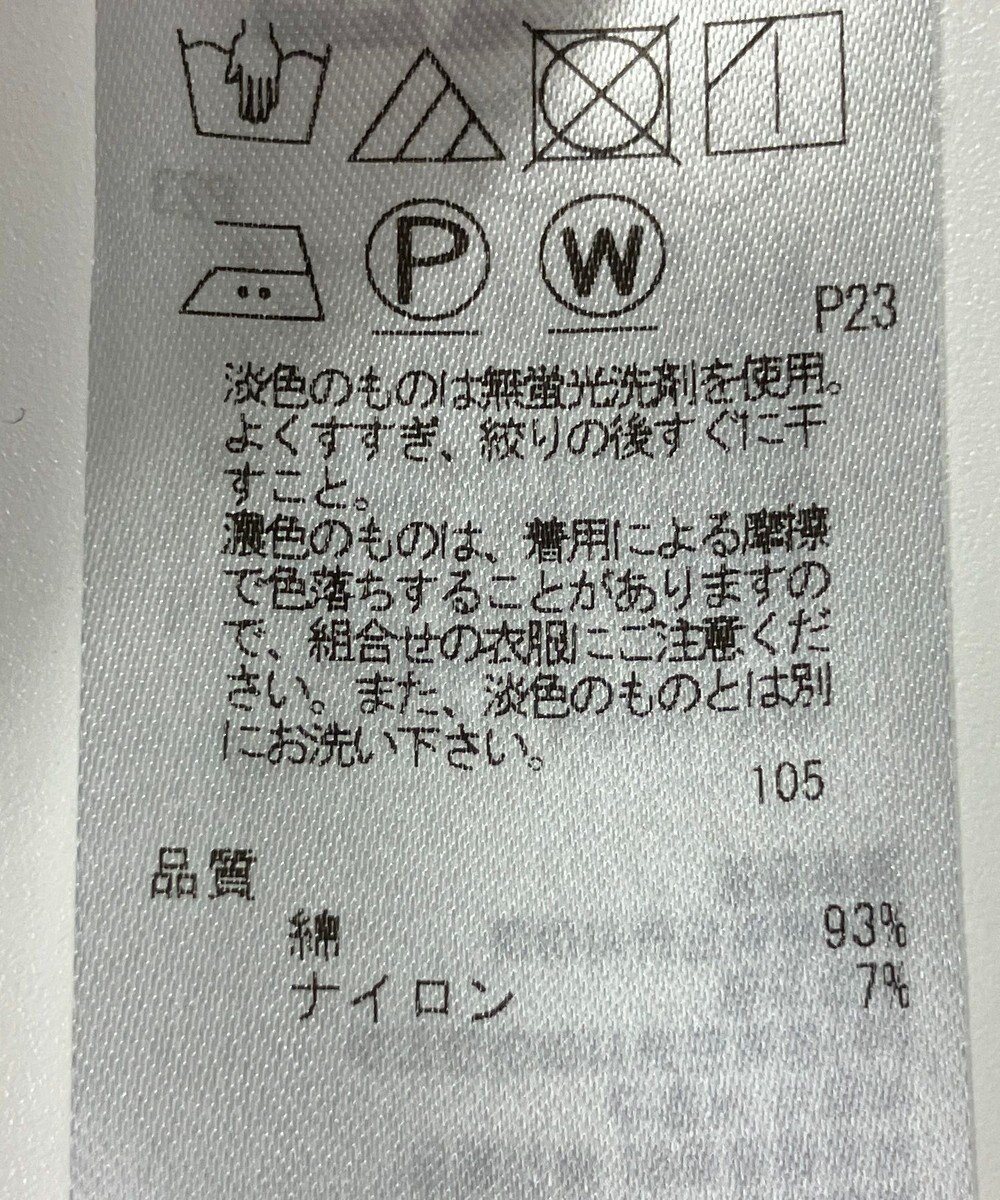 P W
P23
淡色のものは無蛍光洗剤を使用。
よくすすぎ、絞りの後すぐに干
すこと。
濃色のものは、着用による摩擦
で色落ちすることがありますの
で、組合せの衣服にご注意くだ
さい。また、淡色のものとは別
にお洗い下さい。
105
品質
綿 93%
ナイロン 7%